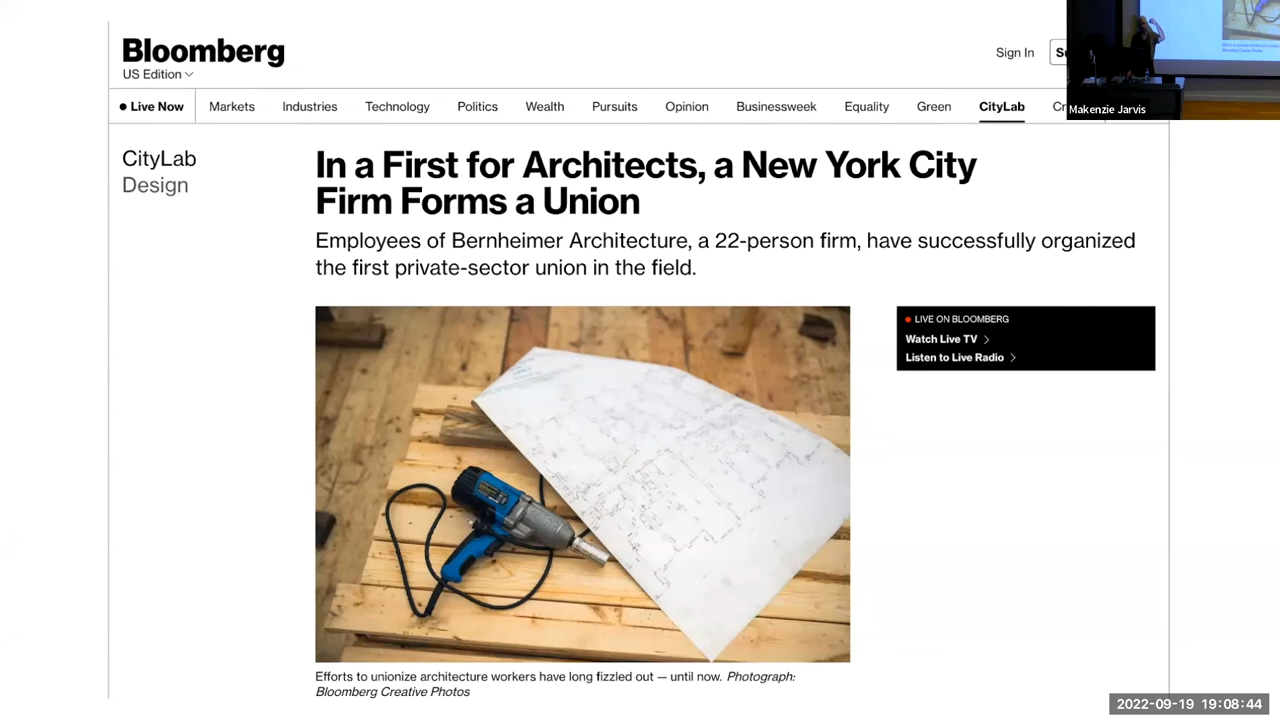 Bloomberg
US Edition
Sign In
Live Now
Markets
Industries
Technology
Politics
Wealth
Pursuits
Opinion
Businessweek
Equality
Green
CityLab
Makenzie Jarvis
CityLab
Design
In a First for Architects, a New York City
Firm Forms a Union
Employees of Bernheimer Architecture, a 22-person firm, have successfully organized
the first private-sector union in the field.
LIVE ON BLOOMBERG
Watch Live TV
Listen to Live Radio
Efforts to unionize architecture workers have long fizzled out — until now. Photograph:
Bloomberg Creative Photos
2022-09-19 19:08:44